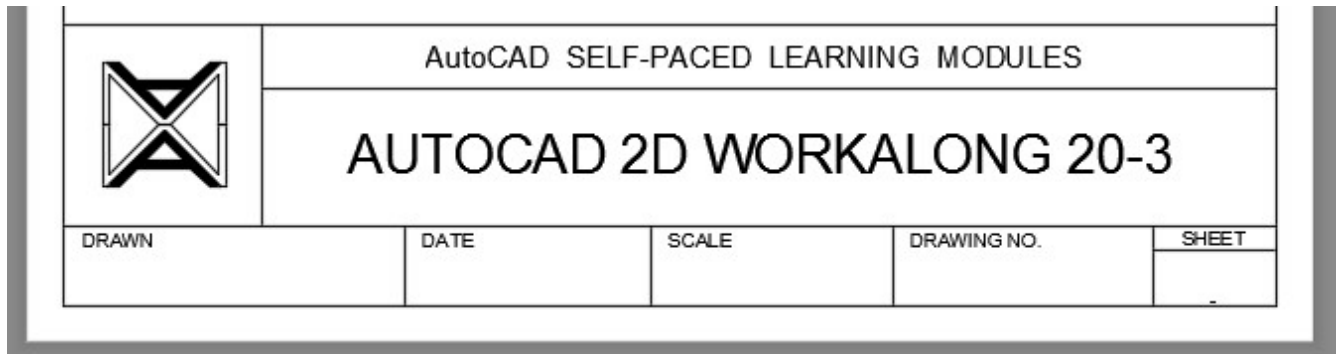 AutoCAD SELF-PACED LEARNING MODULES
AUTOCAD 2D WORKALONG 20-3
DRAWN DATE SCALE DRAWING NO. SHEET
-